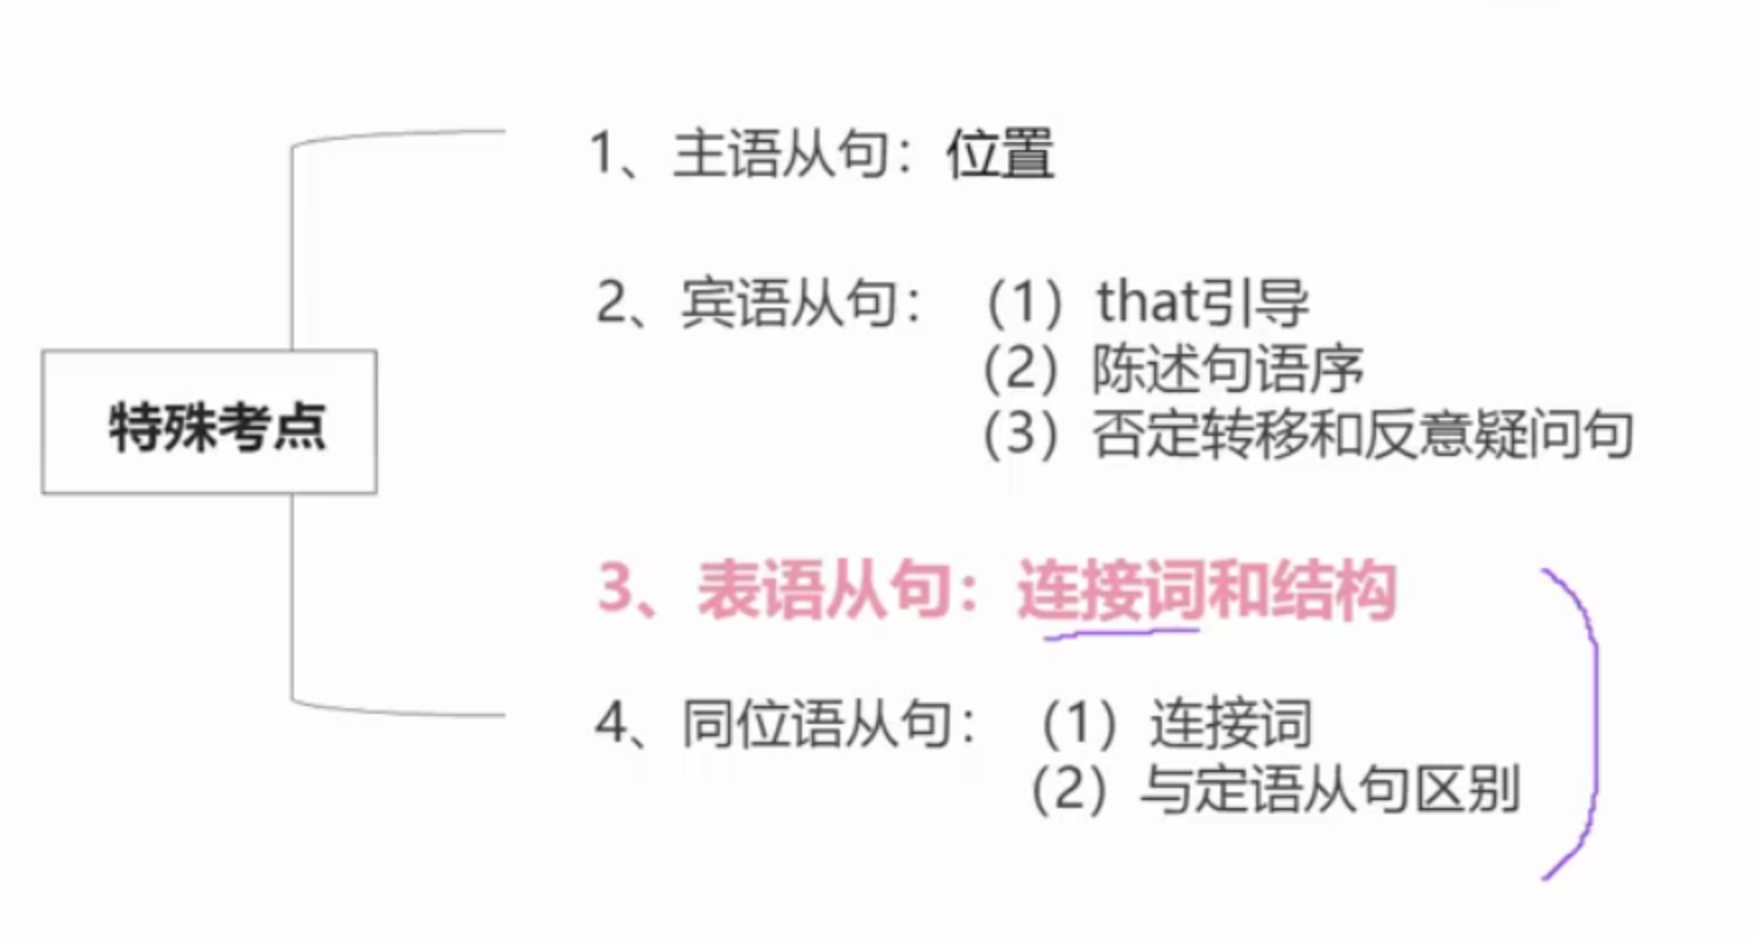 特殊考点
1、主语从句：位置
2、宾语从句：（1）that引导
（2）陈述句语序
（3）否定转移和反意疑问句
3、表语从句：连接词和结构
4、同位语从句：（1）连接词
（2）与定语从句区别